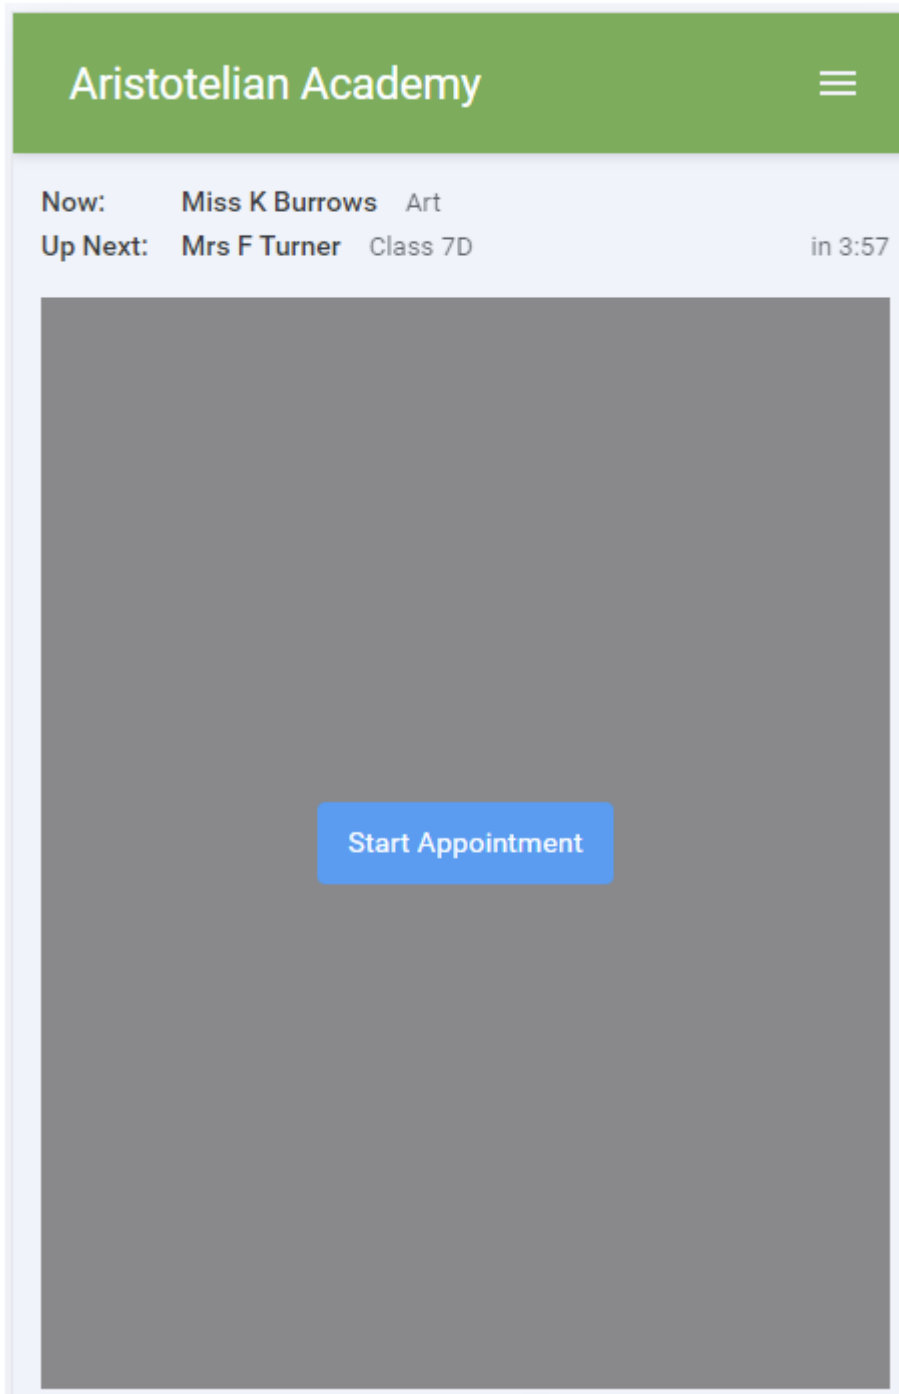 Aristotelian Academy
Now: Miss K Burrows Art
Up Next: Mrs F Turner Class 7D in 3:57
Start Appointment